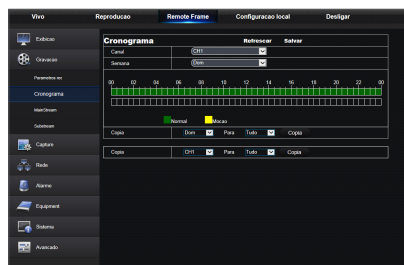 Vivo Reproducao Remote Frame Configuracao local Desligar
Exibicao
Gravacao
Parametros rec
Cronograma
MainStream
Substream
Captura
Rede
Alarme
Equipment
Sistema
Avancado
Cronograma Refrescar Salvar
Canal CH1
Semana Dom
00 02 04 06 08 10 12 14 16 18 20 22 00
Normal Mocao
Copia Dom Para Tudo Copia
Copia CH1 Para Tudo Copia